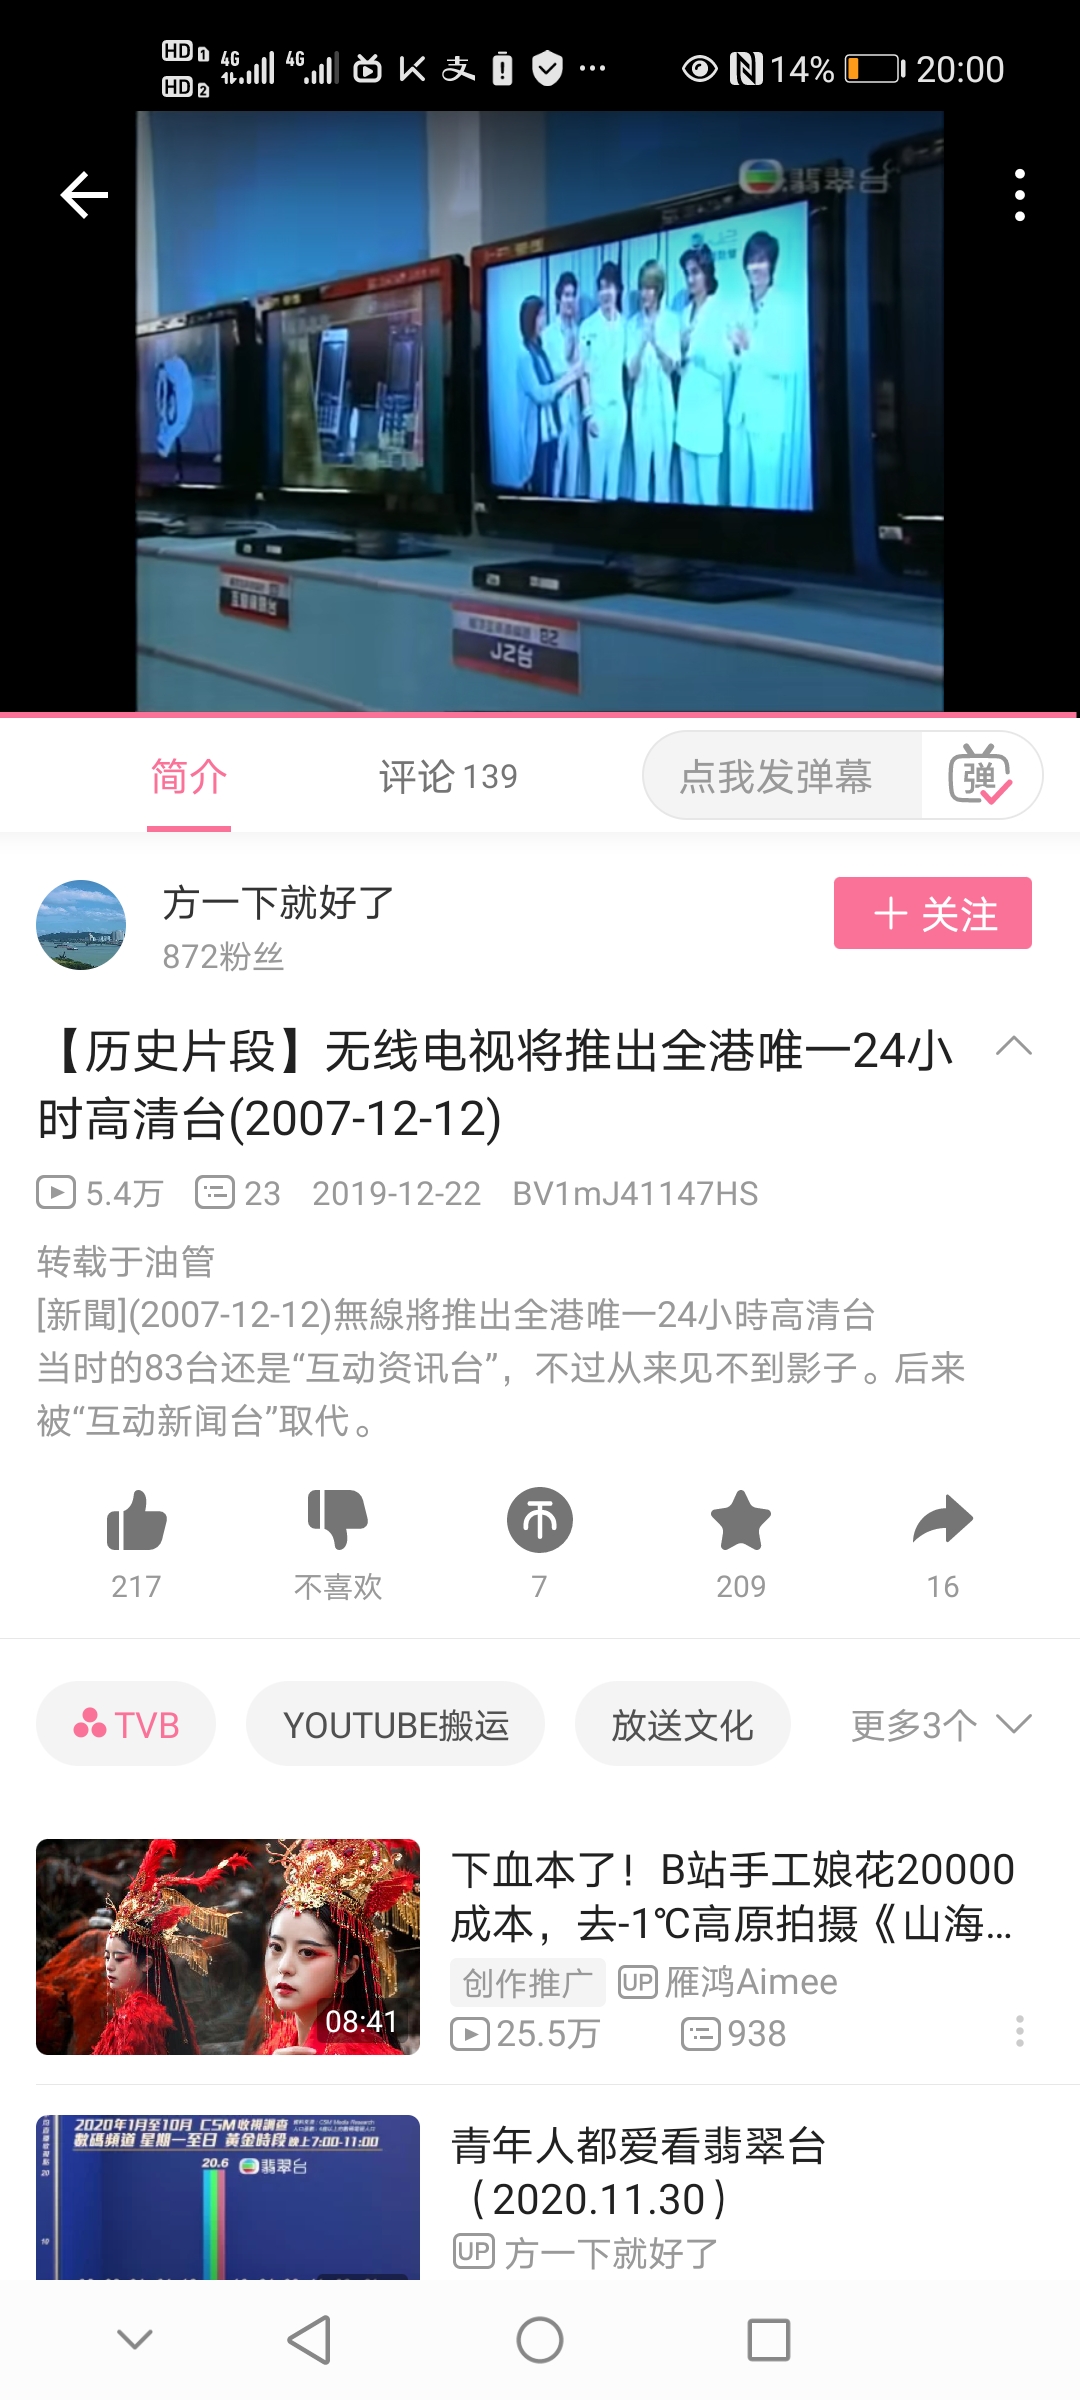 HD 1 4G 4G 14% 20:00
HD 2
翡翠台
82
J2台
简介 评论 139 点我发弹幕 弹
方一下就好了
872粉丝
关注
【历史片段】无线电视将推出全港唯一24小
时高清台(2007-12-12)
5.4万 23 2019-12-22 BV1mJ41147HS
转载于油管
[新聞](2007-12-12)無線將推出全港唯一24小時高清台
当时的83台还是“互动资讯台”，不过从来见不到影子。后来
被“互动新闻台”取代。
217 不喜欢 7 209 16
TVB YOUTUBE搬运 放送文化 更多3个
下血本了！B站手工娘花20000
成本，去-1℃高原拍摄《山海...
创作推广 UP 雁鸿Aimee
08:41
25.5万 938
2020年1月至10月 CSM收視調查
數碼頻道 星期一至日 黃金時段 晚上7:00-11:00
20.6 翡翠台
青年人都爱看翡翠台
（2020.11.30）
UP 方一下就好了